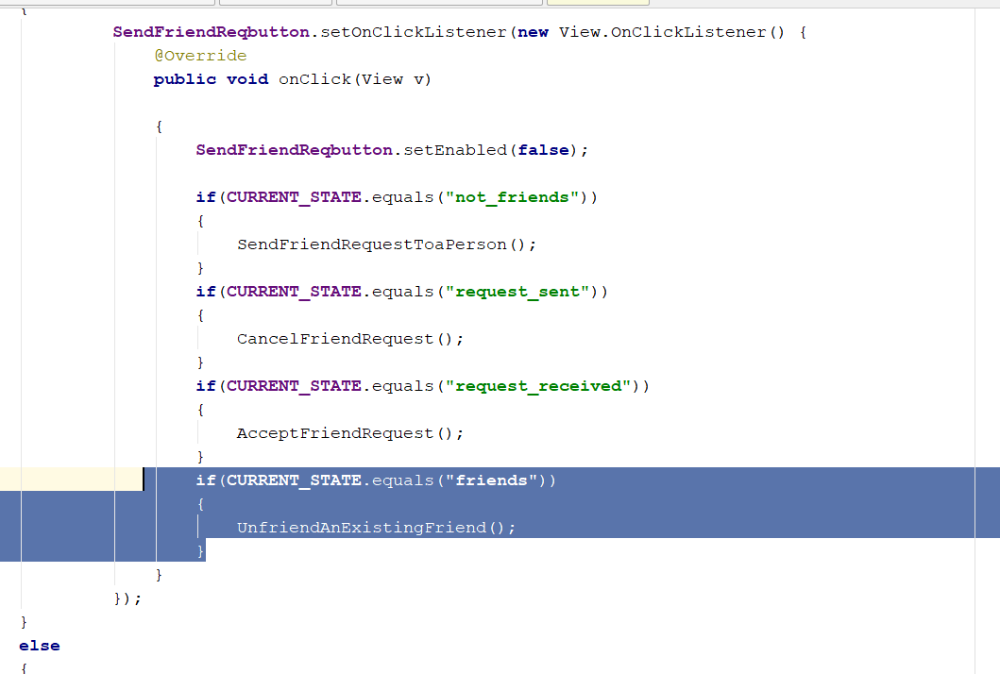 {
SendFriendReqbutton.setOnClickListener(new View.OnClickListener() {
@Override
public void onClick(View v)
{
SendFriendReqbutton.setEnabled(false);
if(CURRENT_STATE.equals("not_friends"))
{
SendFriendRequestToaPerson();
}
if(CURRENT_STATE.equals("request_sent"))
{
CancelFriendRequest();
}
if(CURRENT_STATE.equals("request_received"))
{
AcceptFriendRequest();
}
if(CURRENT_STATE.equals("friends"))
{
UnfriendAnExistingFriend();
}
}
});
}
else
{